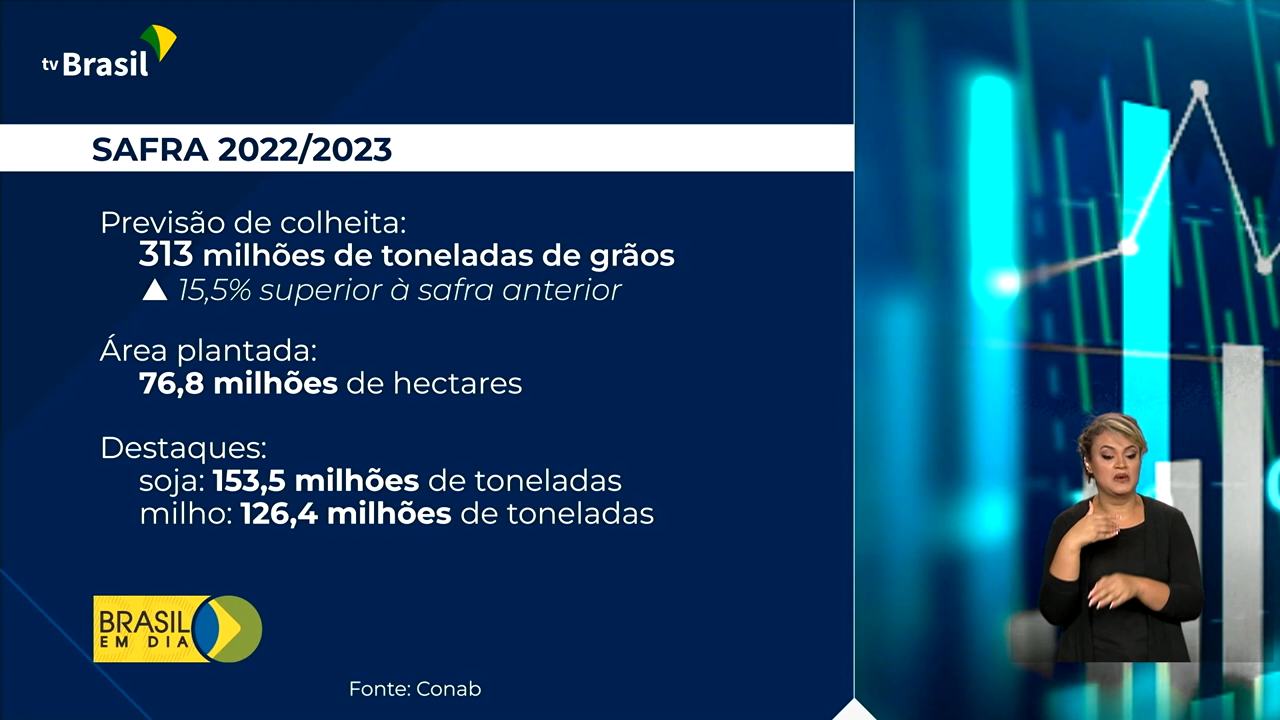 tv Brasil
SAFRA 2022/2023
Previsão de colheita:
313 milhões de toneladas de grãos
▲ 15,5% superior à safra anterior
Área plantada:
76,8 milhões de hectares
Destaques:
soja: 153,5 milhões de toneladas
milho: 126,4 milhões de toneladas
BRASIL
EM DIA
Fonte: Conab